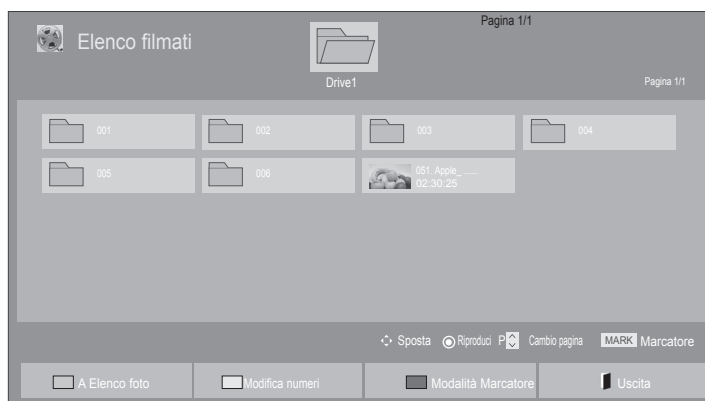 Pagina 1/1
Elenco filmati
Drive1
Pagina 1/1
001
002
003
004
005
006
051. Apple_ ......
02:30:25
Sposta
Riproduci
P
Cambio pagina
MARK
Marcatore
A Elenco foto
Modifica numeri
Modalità Marcatore
Uscita